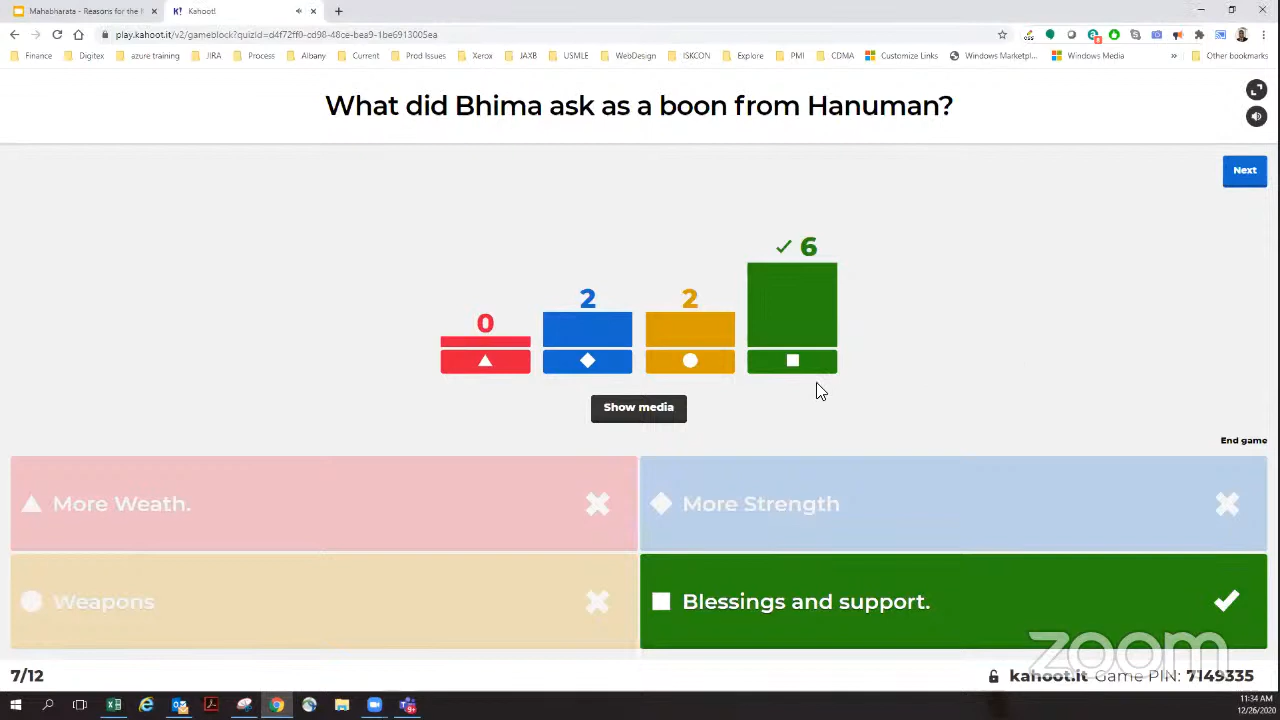 Mahabharata - Reasons for the
Kahoot!
play.kahoot.it/v2/gameblock?quizid=d4f72ff0-cd98-48ce-bea9-1be6913005ea
Finance Digitex azure training JIRA Process Albany Current Prod Issues Xerox JAXB USMLE WebDesign ISKCON Explore PMI CDMA Customize Links Windows Marketpl... Windows Media » Other bookmarks
What did Bhima ask as a boon from Hanuman?
Next
0 2 2 6
Show media
End game
More Weath.
More Strength
Weapons
Blessings and support.
zoom
7/12
kahoot.it Game PIN: 7149335
11:34 AM
12/26/2020